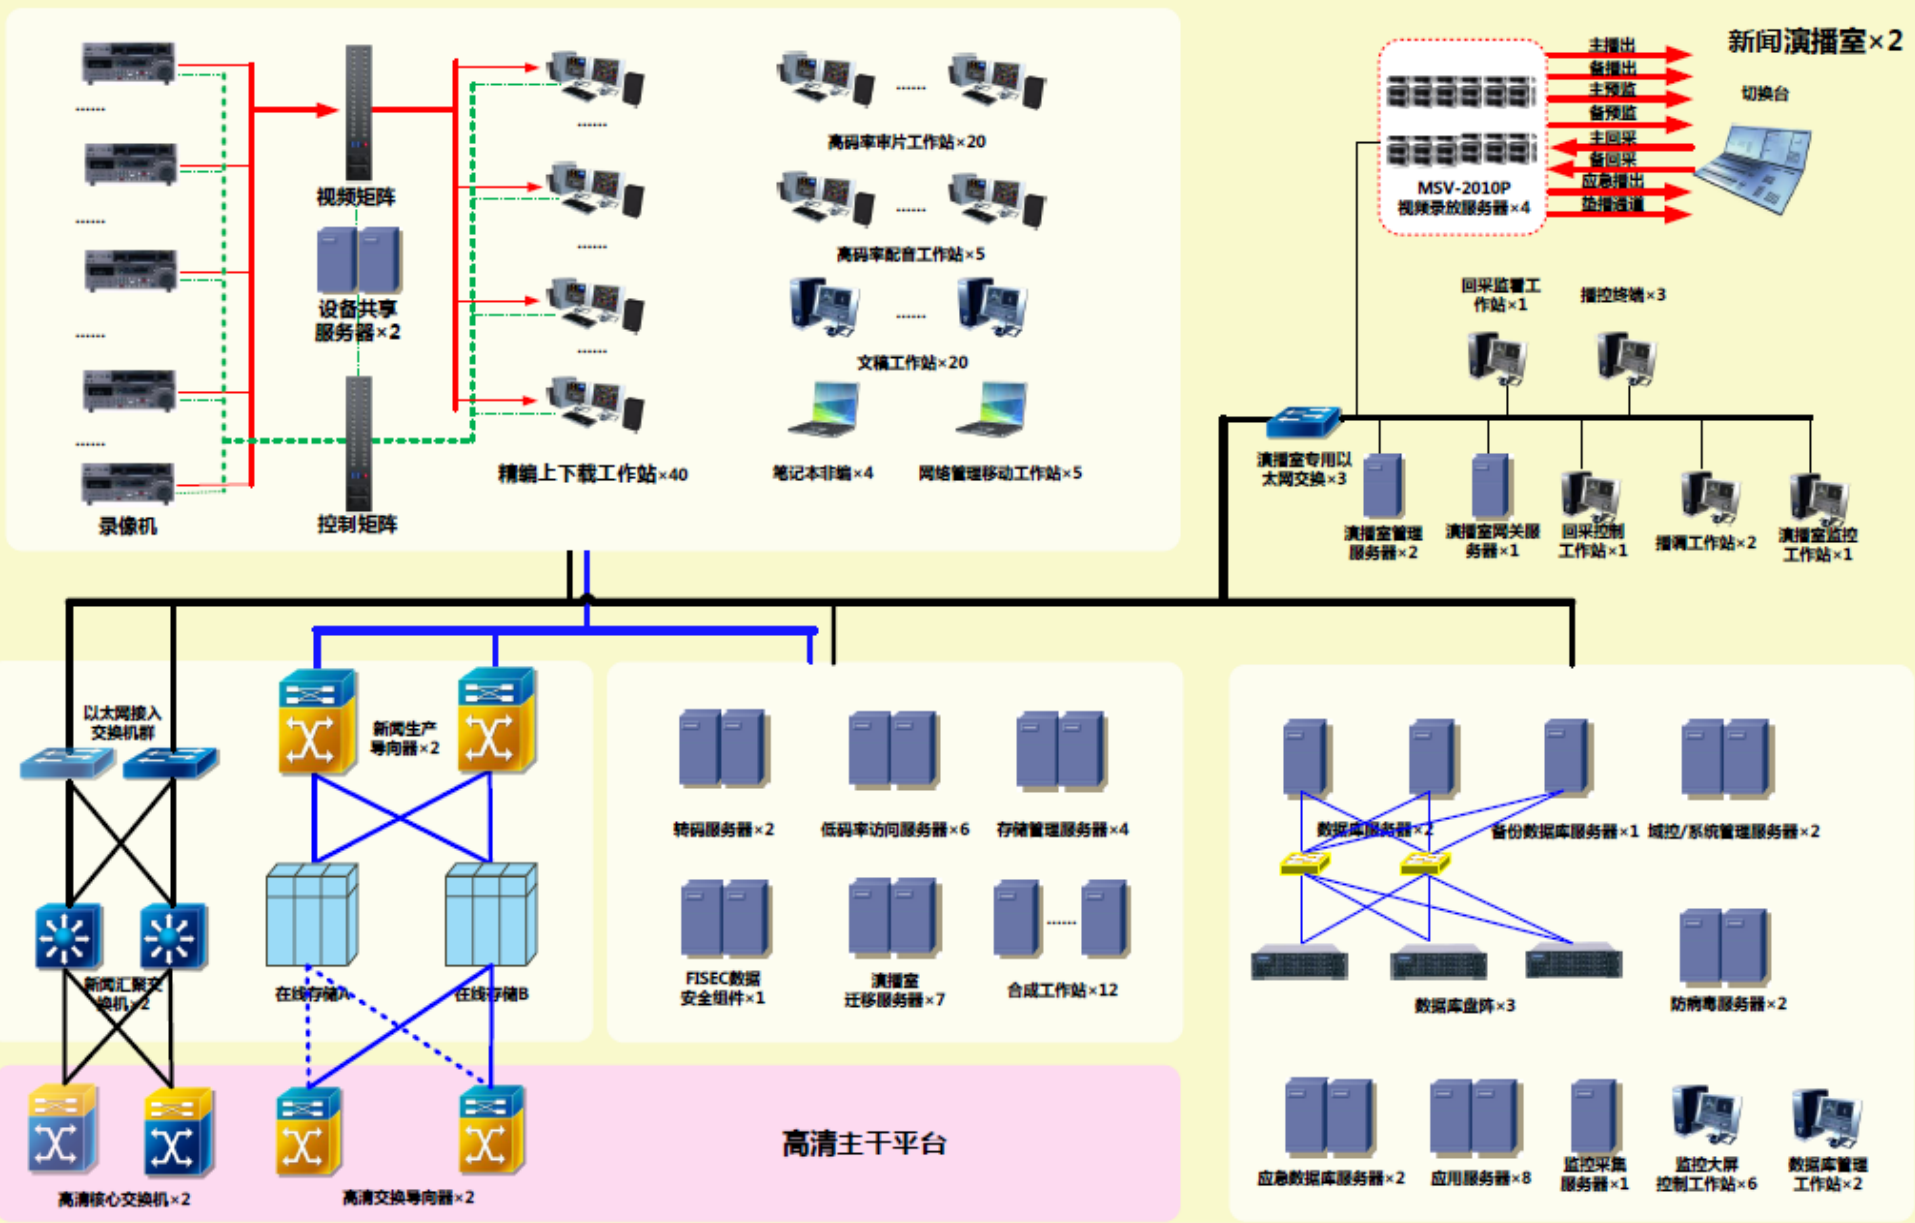 新闻演播室×2
主播出
备播出
主预监
备预监
主回采
备回采
应急播出
垫播通道
切换台
MSV-2010P
视频录放服务器×4
......
......
......
......
录像机
视频矩阵
设备共享
服务器×2
控制矩阵
......
......
......
精编上下载工作站×40
......
高码率审片工作站×20
......
高码率配音工作站×5
......
文稿工作站×20
笔记本非编×4
网络管理移动工作站×5
回采监看工
作站×1
播控终端×3
演播室专用以
太网交换×3
演播室管理
服务器×2
演播室网关服
务器×1
回采控制
工作站×1
播调工作站×2
演播室监控
工作站×1
以太网接入
交换机群
新闻生产
导向器×2
新闻汇聚交
换机×2
在线存储A
在线存储B
转码服务器×2
低码率访问服务器×6
存储管理服务器×4
FISEC数据
安全组件×1
演播室
迁移服务器×7
......
合成工作站×12
数据库服务器×2
备份数据库服务器×1
域控/系统管理服务器×2
数据库盘阵×3
防病毒服务器×2
应急数据库服务器×2
应用服务器×8
监控采集
服务器×1
监控大屏
控制工作站×6
数据库管理
工作站×2
高清核心交换机×2
高清交换导向器×2
高清主干平台